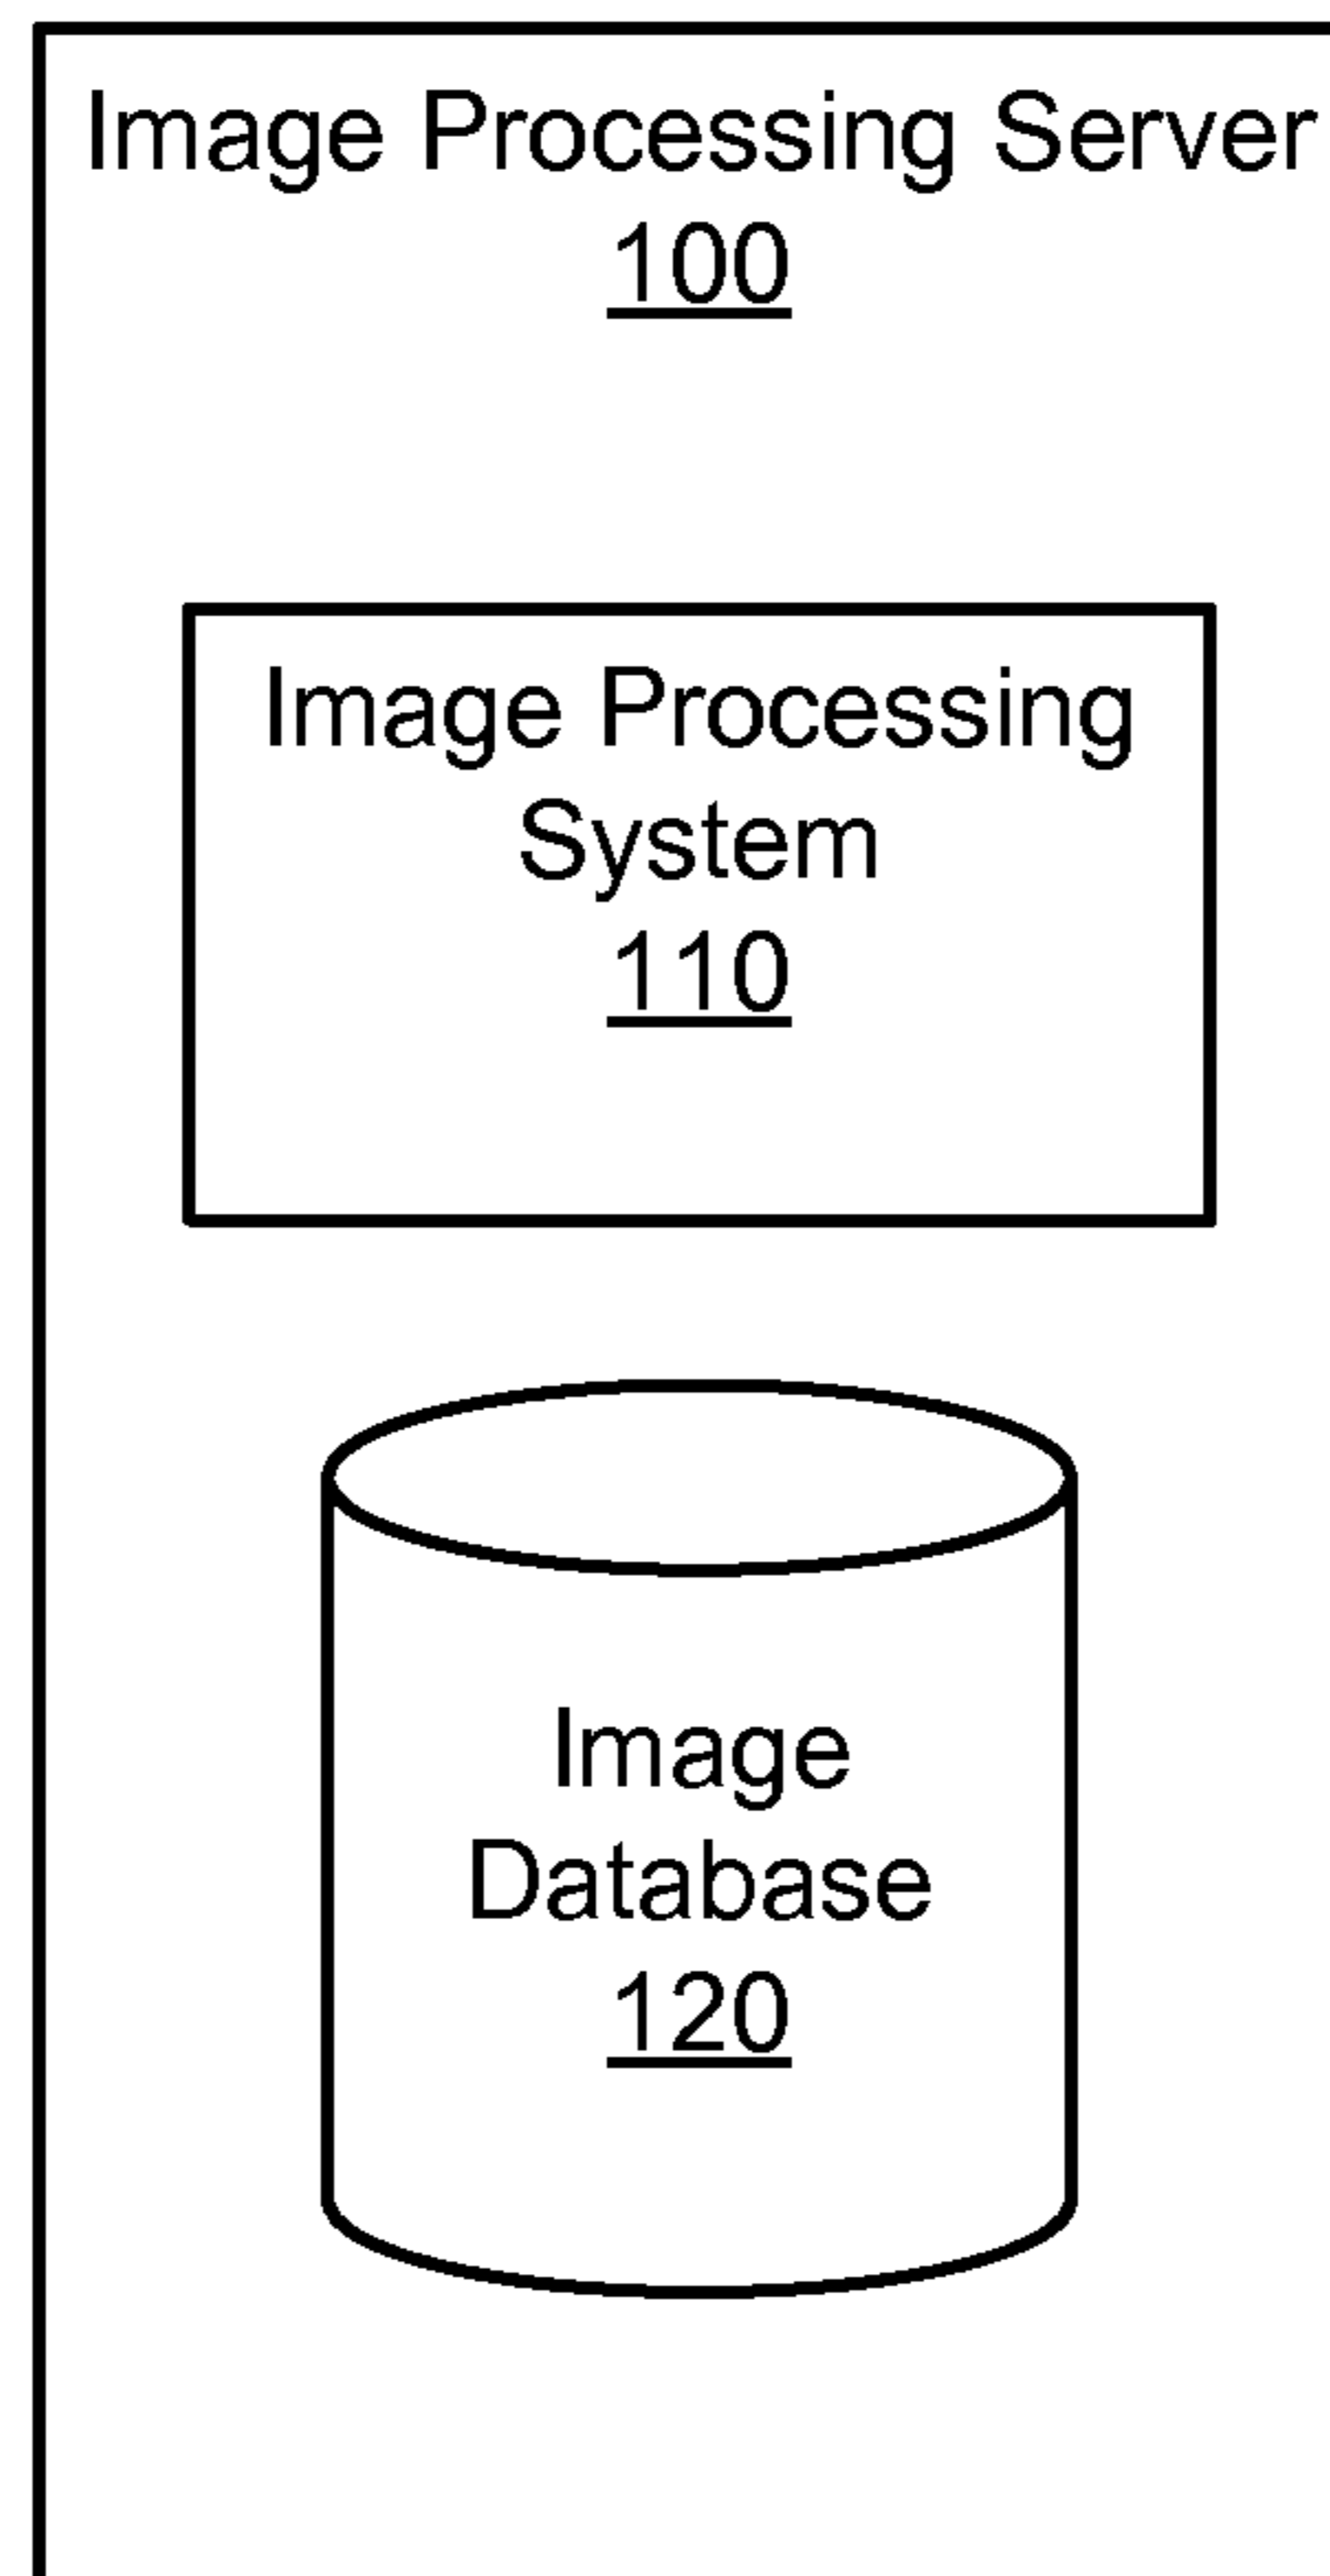 Image Processing Server
100
Image Processing
System
110
Image
Database
120